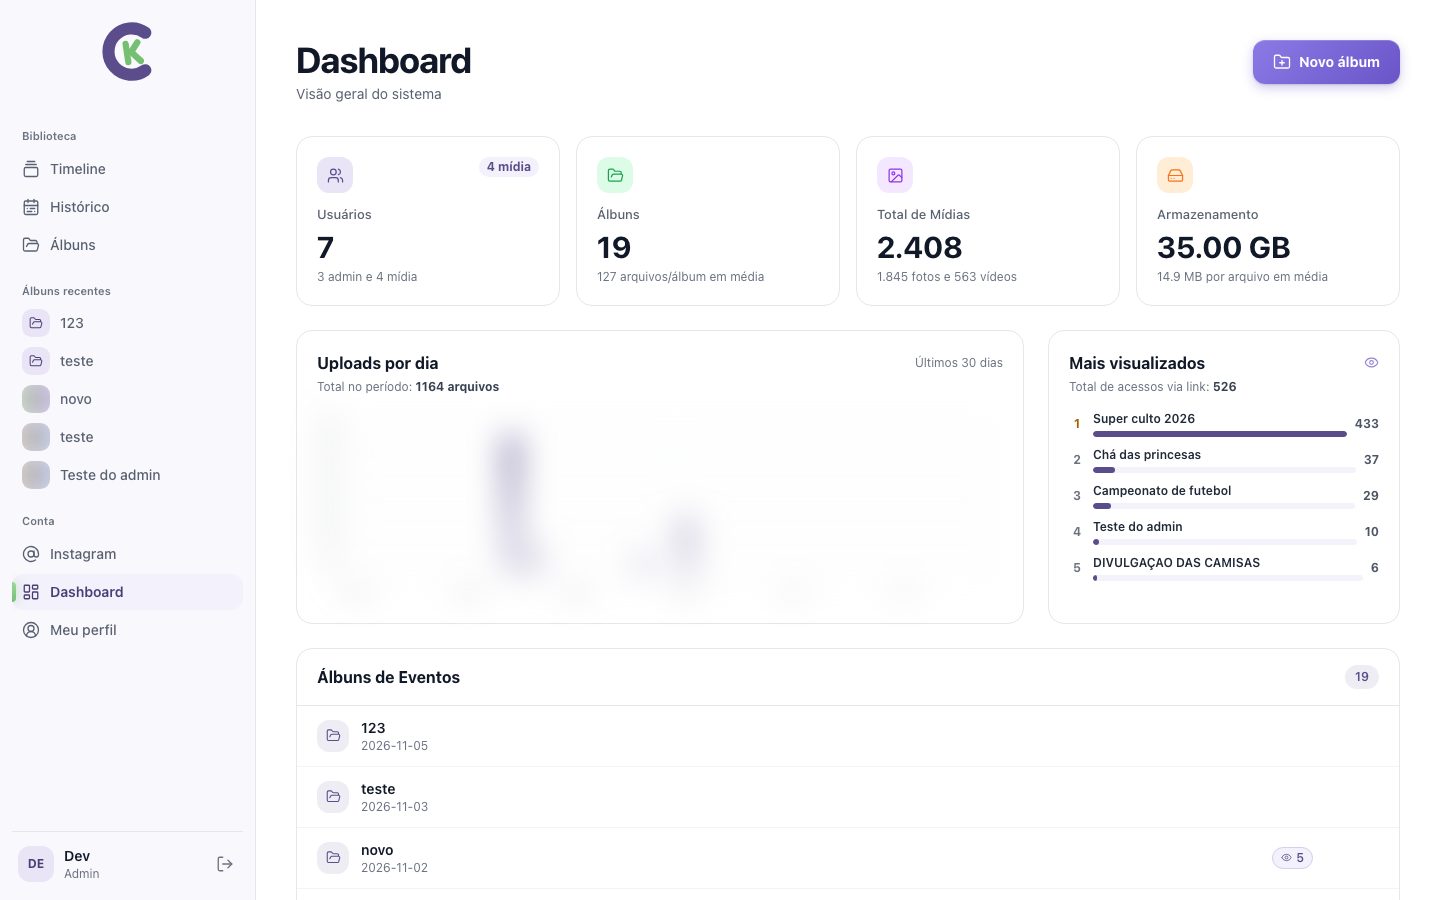 CK
Biblioteca
Timeline
Histórico
Álbuns
Álbuns recentes
123
teste
novo
teste
Teste do admin
Conta
Instagram
Dashboard
Meu perfil
DE
Dev
Admin
Dashboard
Visão geral do sistema
Novo álbum
4 mídia
Usuários
7
3 admin e 4 mídia
Álbuns
19
127 arquivos/álbum em média
Total de Mídias
2.408
1.845 fotos e 563 vídeos
Armazenamento
35.00 GB
14.9 MB por arquivo em média
Uploads por dia
Últimos 30 dias
Total no período: 1164 arquivos
Mais visualizados
Total de acessos via link: 526
1 Super culto 2026 433
2 Chá das princesas 37
3 Campeonato de futebol 29
4 Teste do admin 10
5 DIVULGAÇAO DAS CAMISAS 6
Álbuns de Eventos
19
123
2026-11-05
teste
2026-11-03
novo
2026-11-02
5